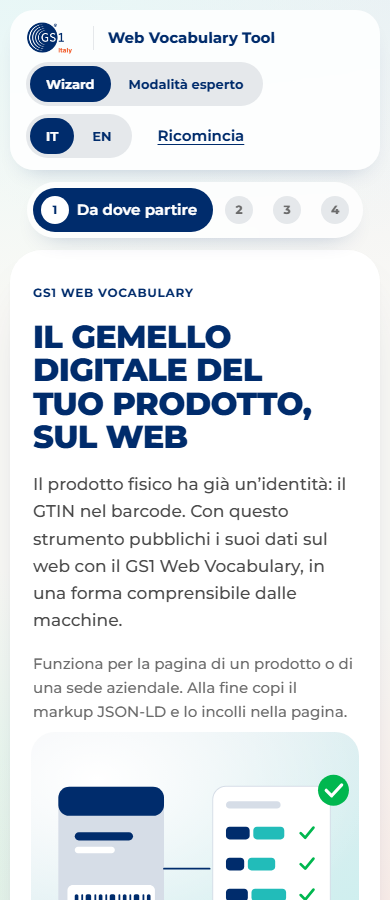 GS1
Italy
Web Vocabulary Tool
Wizard
Modalità esperto
IT
EN
Ricomincia
1
Da dove partire
2
3
4
GS1 WEB VOCABULARY
IL GEMELLO
DIGITALE DEL
TUO PRODOTTO,
SUL WEB
Il prodotto fisico ha già un’identità: il
GTIN nel barcode. Con questo
strumento pubblichi i suoi dati sul
web con il GS1 Web Vocabulary, in
una forma comprensibile dalle
macchine.
Funziona per la pagina di un prodotto o di
una sede aziendale. Alla fine copi il
markup JSON-LD e lo incolli nella pagina.